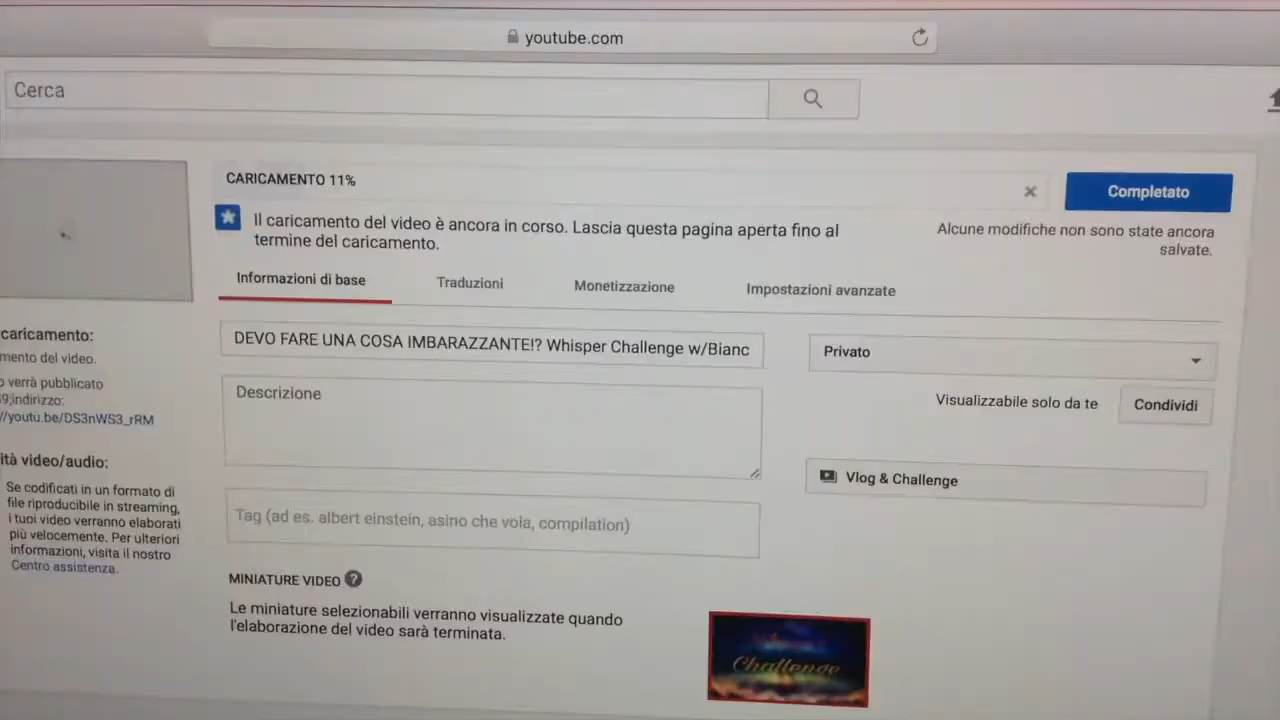 youtube.com
Cerca
CARICAMENTO 11%
Completato
Il caricamento del video è ancora in corso. Lascia questa pagina aperta fino al
termine del caricamento.
Alcune modifiche non sono state ancora
salvate.
Informazioni di base
Traduzioni
Monetizzazione
Impostazioni avanzate
caricamento:
mento del video.
o verrà pubblicato
9;indirizzo:
//youtu.be/DS3nWS3_rRM
ità video/audio:
Se codificati in un formato di
file riproducibile in streaming,
i tuoi video verranno elaborati
più velocemente. Per ulteriori
informazioni, visita il nostro
Centro assistenza.
DEVO FARE UNA COSA IMBARAZZANTE!? Whisper Challenge w/Bianc
Privato
Descrizione
Visualizzabile solo da te
Condividi
Vlog & Challenge
Tag (ad es. albert einstein, asino che vola, compilation)
MINIATURE VIDEO ?
Le miniature selezionabili verranno visualizzate quando
l'elaborazione del video sarà terminata.
Challenge